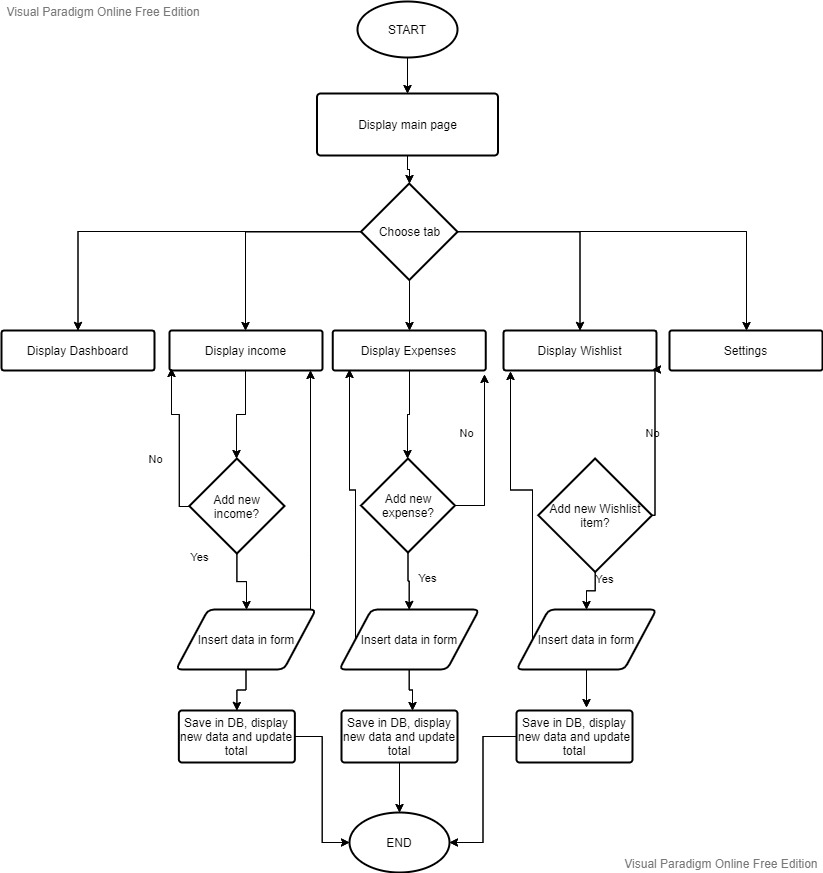 Visual Paradigm Online Free Edition
START
Display main page
Choose tab
Display Dashboard
Display income
Display Expenses
Display Wishlist
Settings
No
No
No
Add new
income?
Add new
expense?
Add new Wishlist
item?
Yes
Yes
Yes
Insert data in form
Insert data in form
Insert data in form
Save in DB, display
new data and update
total
Save in DB, display
new data and update
total
Save in DB, display
new data and update
total
END
Visual Paradigm Online Free Edition